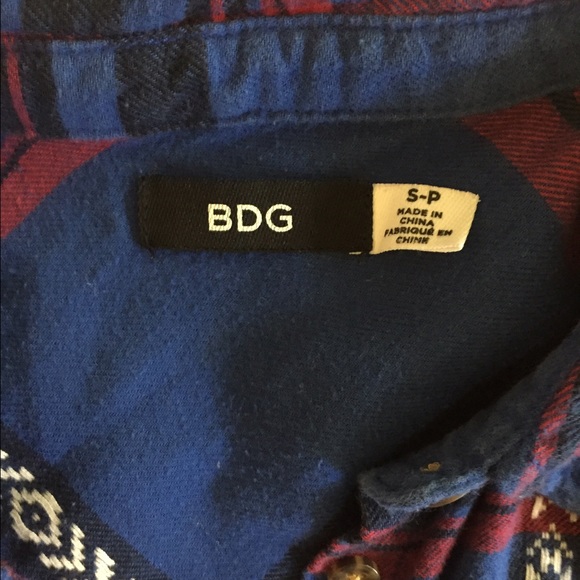 BDG
S-P
MADE IN
CHINA
FABRIQUÉ EN
CHINE